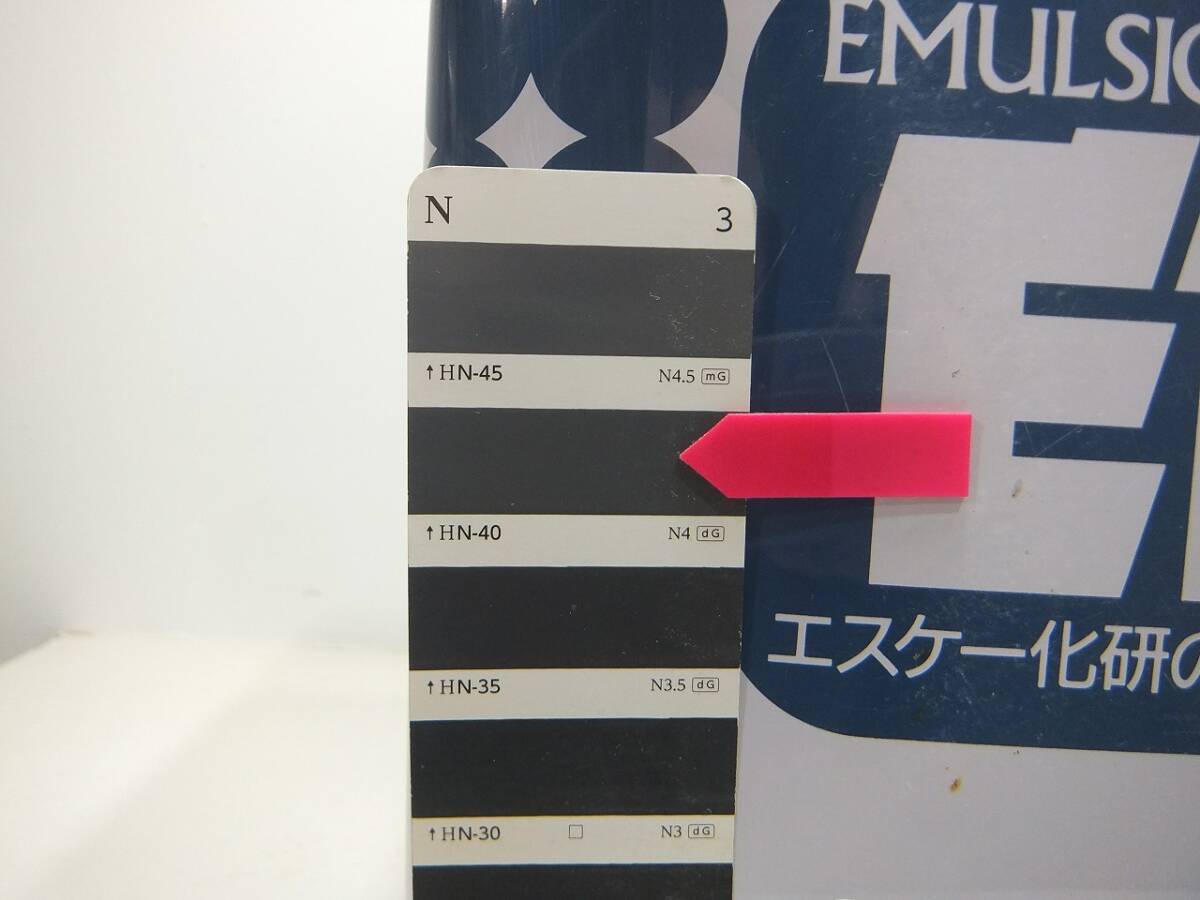 EMULSIO
E
N 3
↑HN-45 N4.5 mG
↑HN-40 N4 dG
↑HN-35 N3.5 dG
↑HN-30 □ N3 dG
エスケー化研の